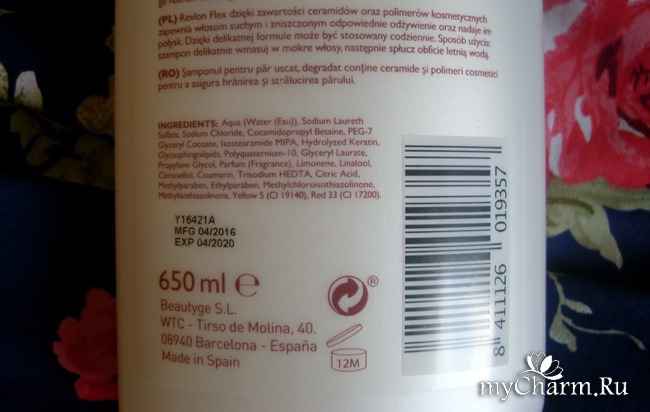 (PL) Revlon Flex dzięki zawartości ceramidów oraz polimerów kosmetycznych
zapewnia włosom suchym i zniszczonym odpowiednie odżywienie oraz nadaje im
połysk. Dzięki delikatnej formule może być stosowany codziennie. Sposób użycia:
szampon delikatnie wmasuj w mokre włosy, następnie spłucz obficie letnią wodą.
(RO) Șamponul pentru păr uscat, degradat conține ceramide și polimeri cosmetici
pentru a asigura hrănirea și strălucirea părului.
INGREDIENTS: Aqua (Water (Eau)), Sodium Laureth
Sulfate, Sodium Chloride, Cocamidopropyl Betaine, PEG-7
Glyceryl Cocoate, Isostearamide MIPA, Hydrolyzed Keratin,
Glycosphingolipids, Polyquaternium-10, Glyceryl Laurate,
Propylene Glycol, Parfum (Fragrance), Limonene, Linalool,
Citronellol, Coumarin, Trisodium HEDTA, Citric Acid,
Methylparaben, Ethylparaben, Methylchloroisothiazolinone,
Methylisothiazolinone, Yellow 5 (CI 19140), Red 33 (CI 17200).
Y16421A
MFG 04/2016
EXP 04/2020
650 ml e
Beautyge S.L.
WTC - Tirso de Molina, 40.
08940 Barcelona - España
Made in Spain
®
12M
8 411126 019357
myCharm.Ru